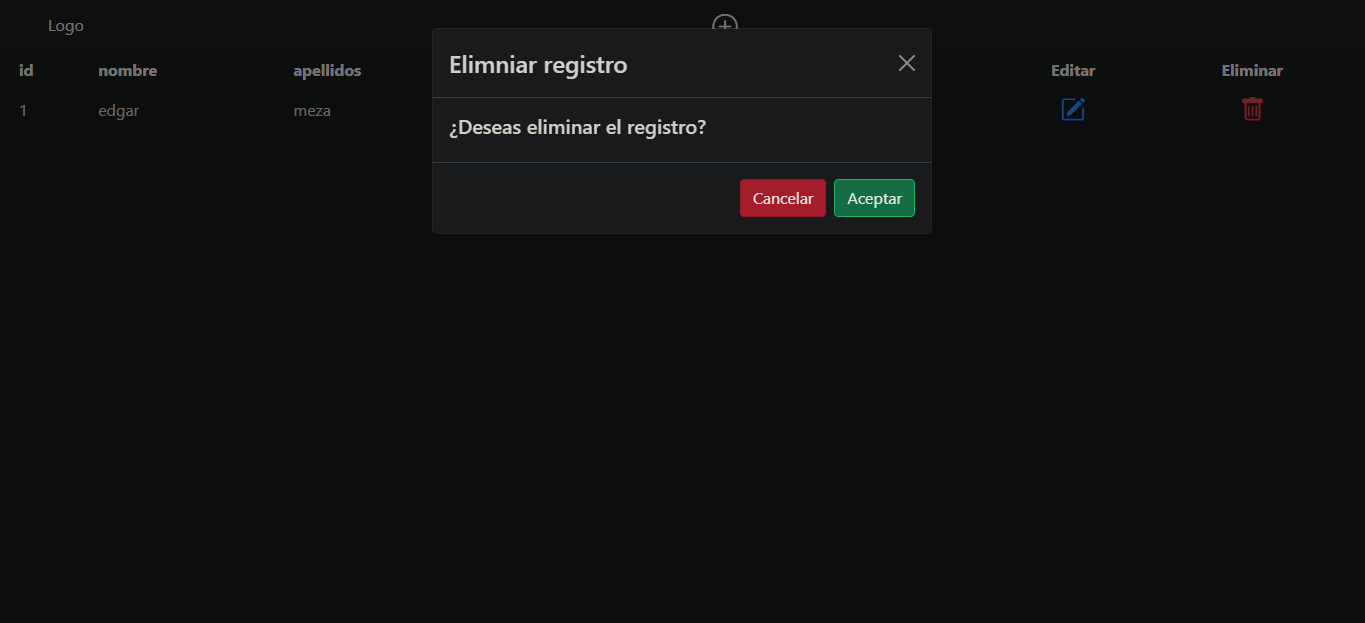 Logo
id nombre apellidos Editar Eliminar
1 edgar meza
Elimniar registro
¿Deseas eliminar el registro?
Cancelar Aceptar